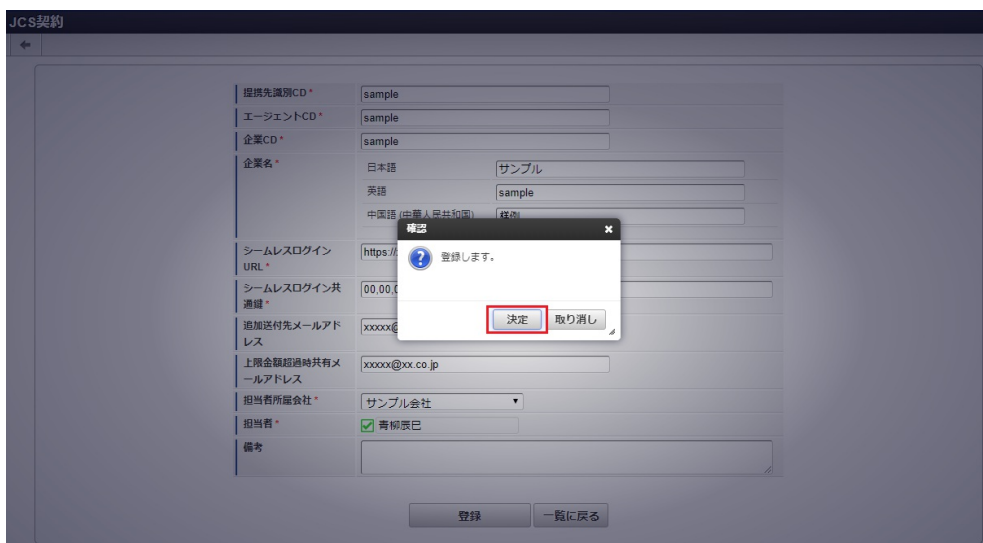 JCS契約
提携先識別CD *
sample
エージェントCD *
sample
企業CD *
sample
企業名 *
日本語
サンプル
英語
sample
中国語 (中華人民共和国)
样例
確認
登録します。
決定
取り消し
シームレスログイン
URL *
https://
シームレスログイン共
通鍵 *
00,00,0
追加送付先メールアド
レス
xxxxx@
上限金額超過時共有メ
ールアドレス
xxxxx@xx.co.jp
担当者所属会社 *
サンプル会社
担当者 *
青柳辰巳
備考
登録
一覧に戻る